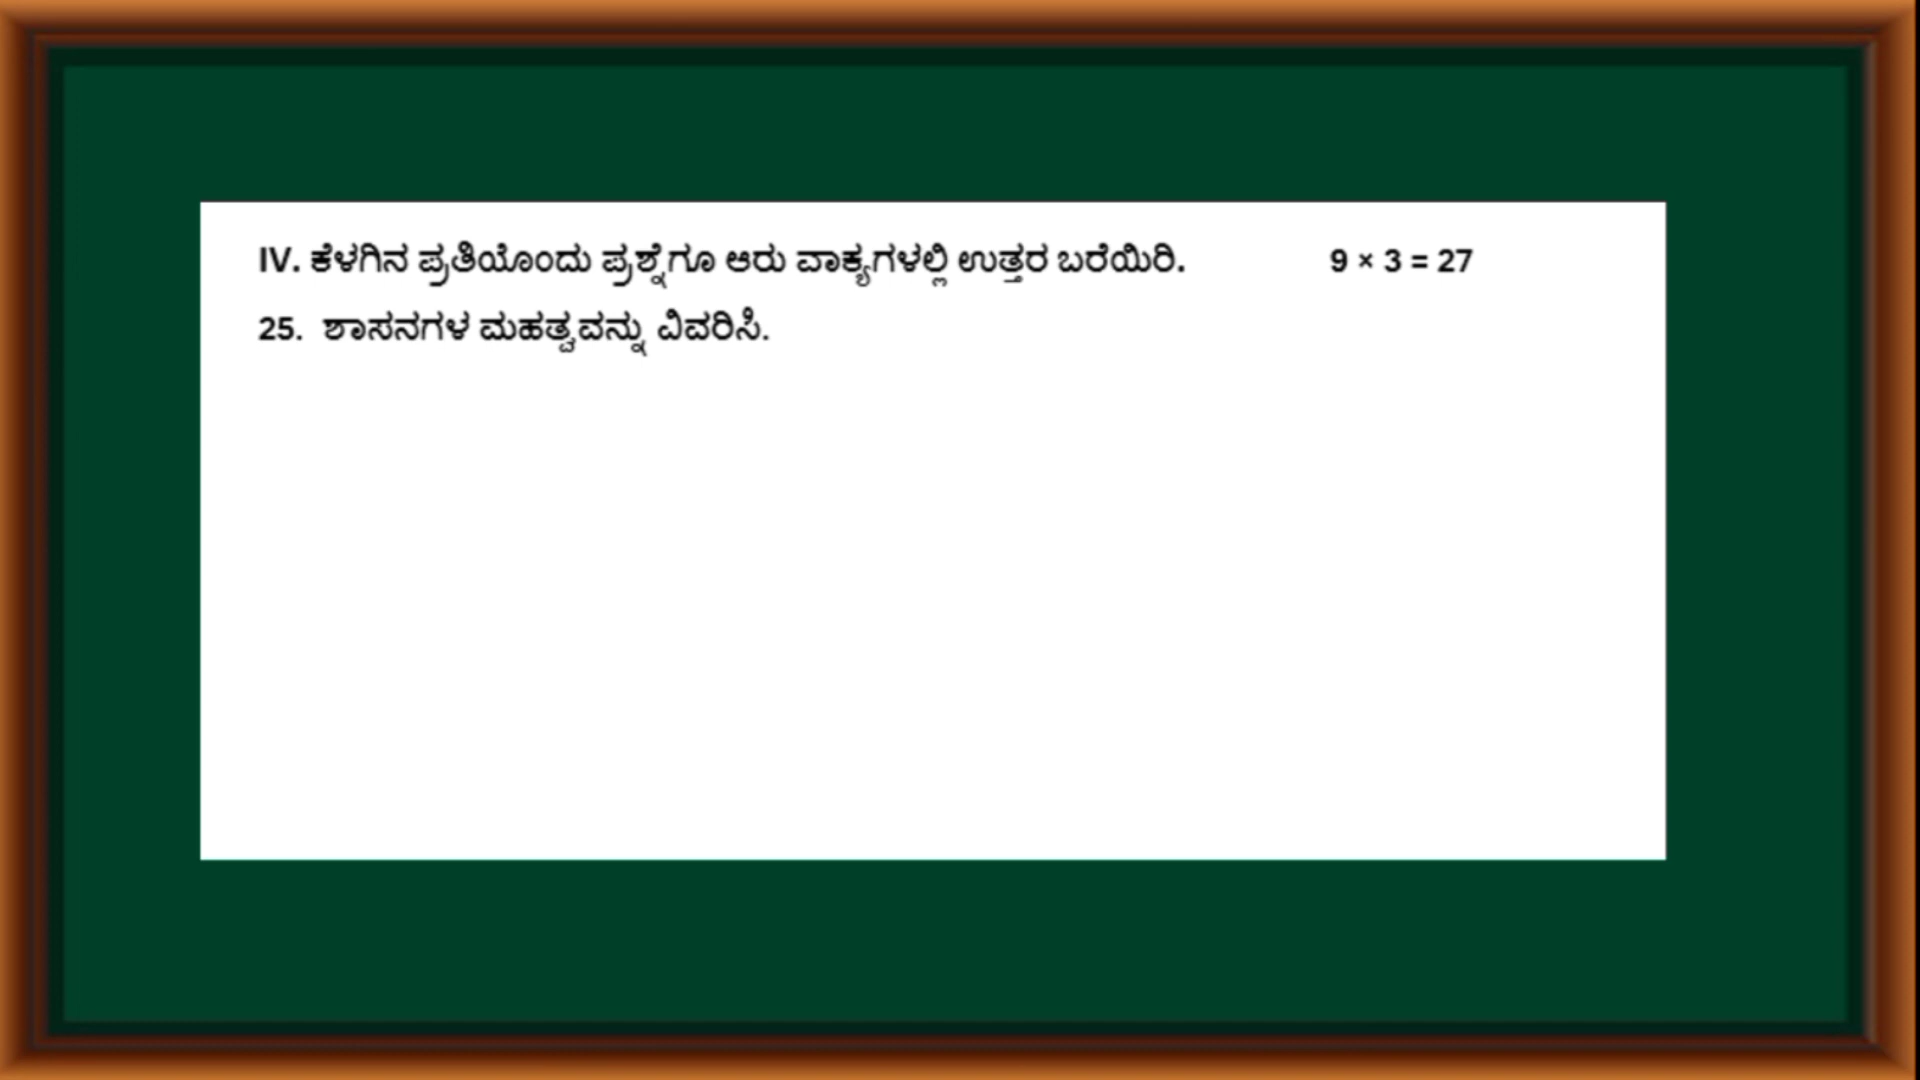 IV. ಕೆಳಗಿನ ಪ್ರತಿಯೊಂದು ಪ್ರಶ್ನೆಗೂ ಆರು ವಾಕ್ಯಗಳಲ್ಲಿ ಉತ್ತರ ಬರೆಯಿರಿ. 9 × 3 = 27
25. ಶಾಸನಗಳ ಮಹತ್ವವನ್ನು ವಿವರಿಸಿ.